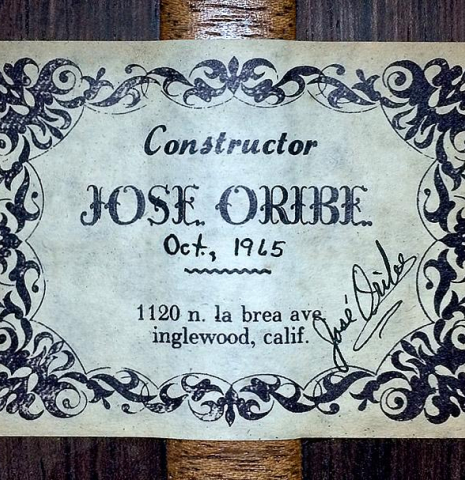 Constructor
JOSE ORIBE
Oct., 1965
1120 n. la brea ave.
inglewood, calif.
José Oribe